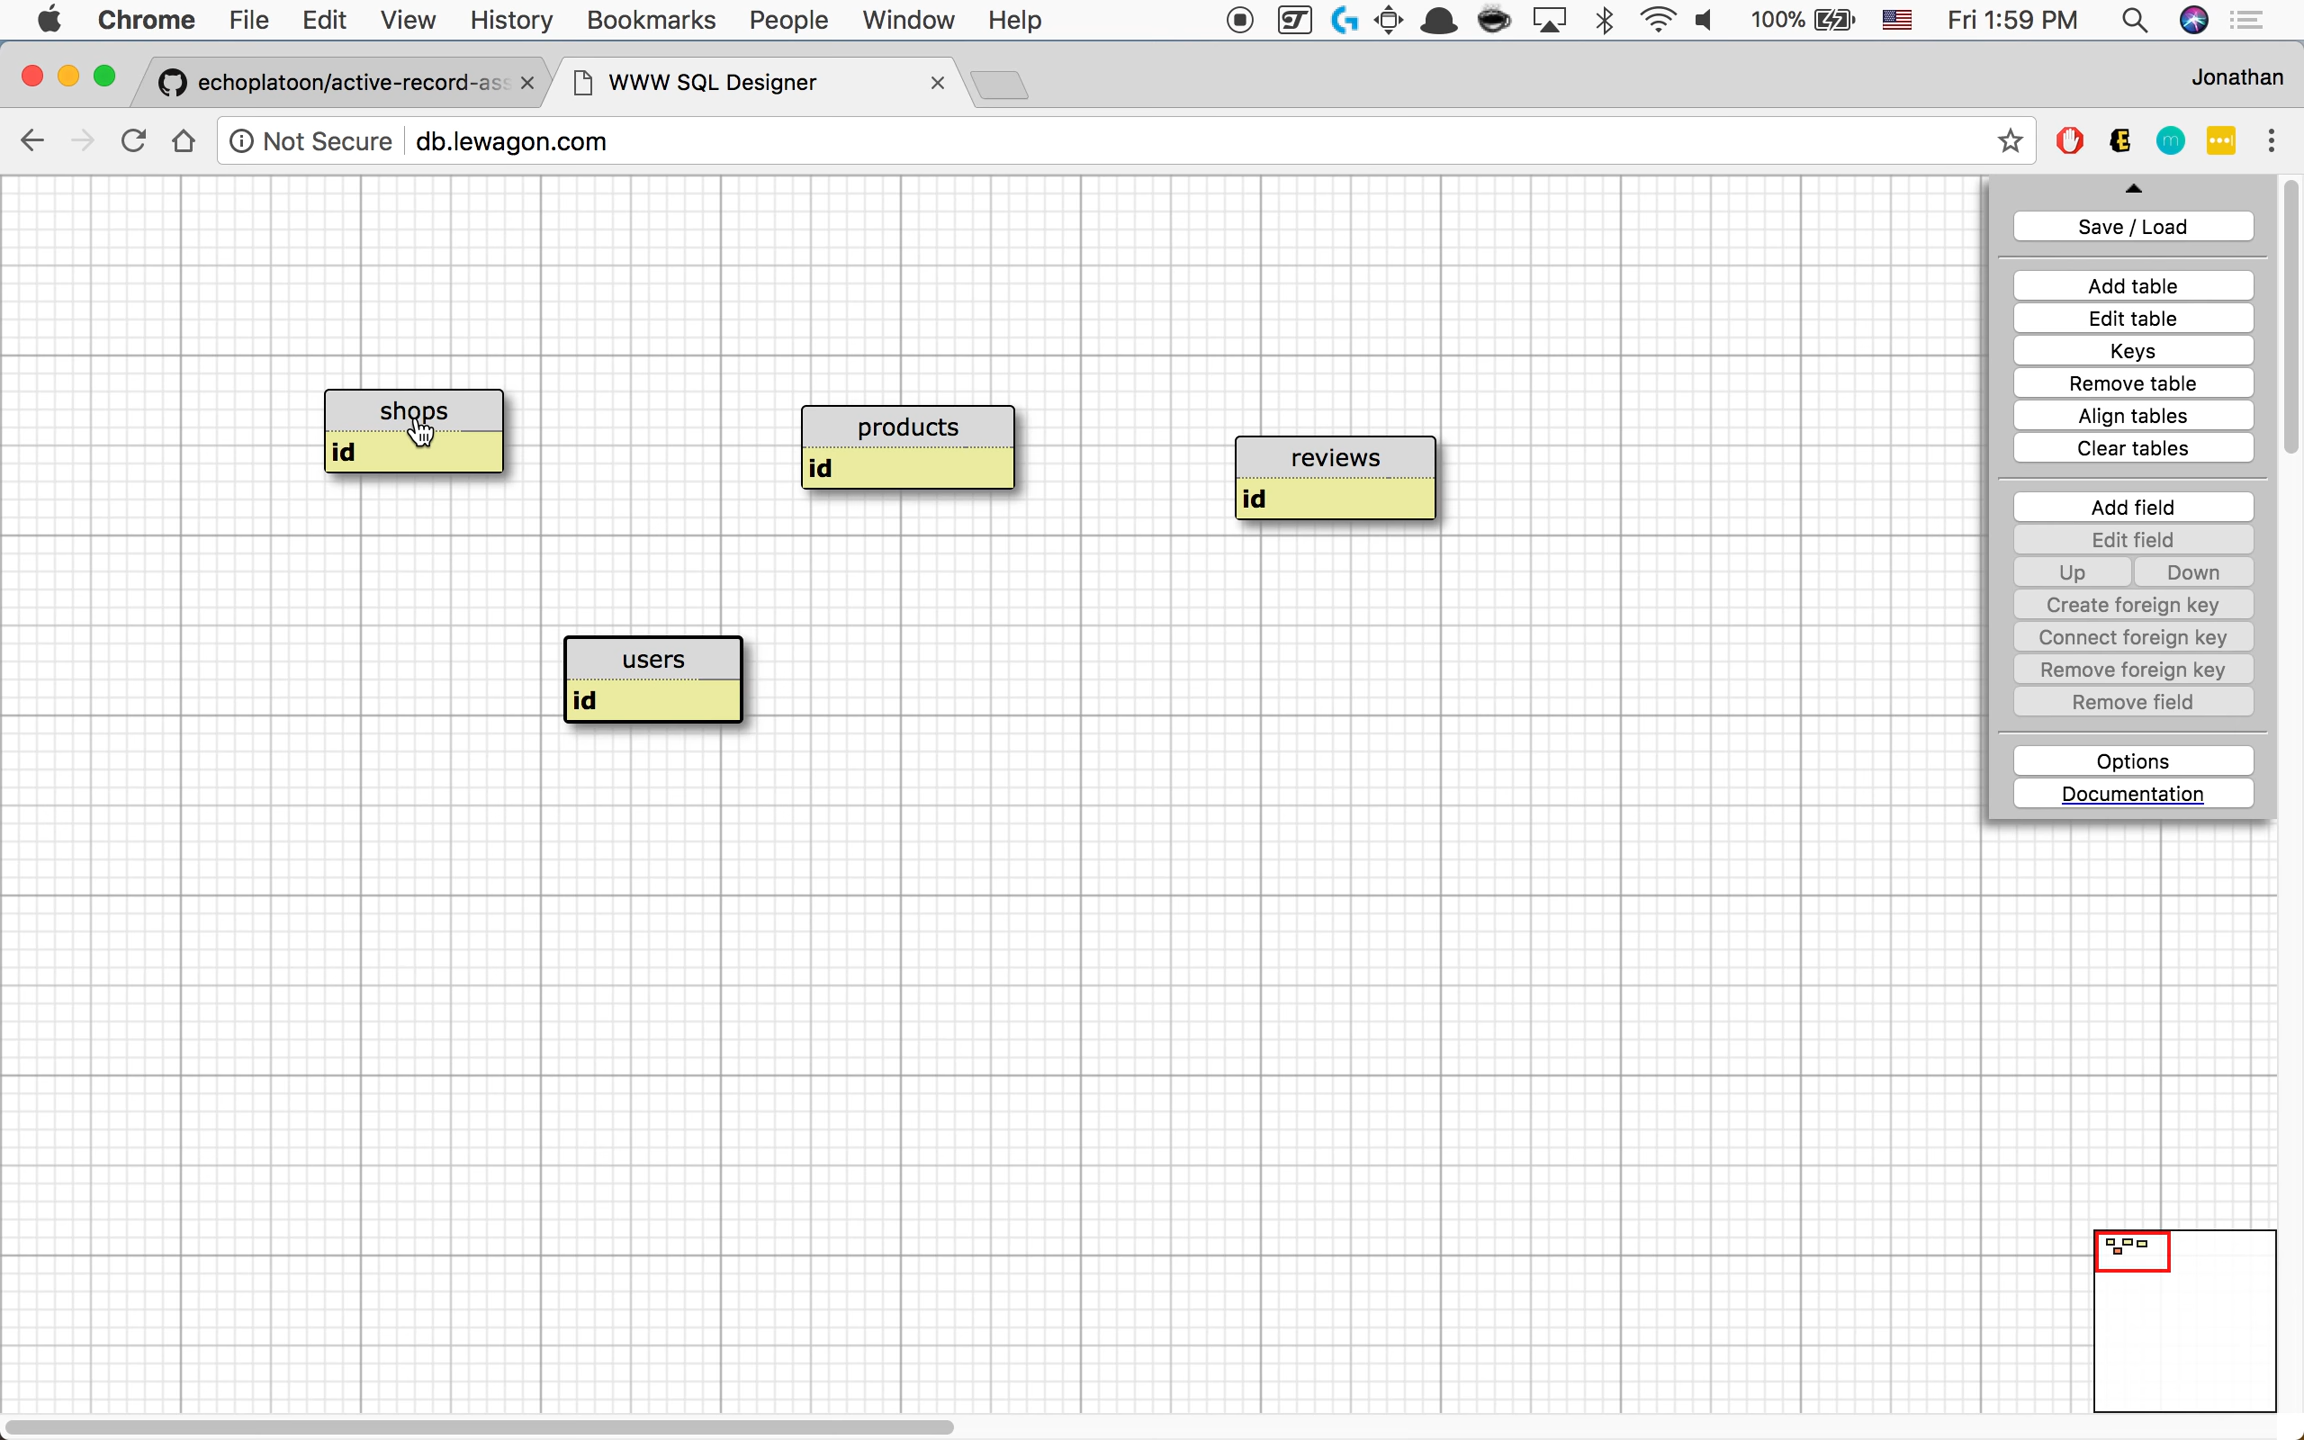 Chrome File Edit View History Bookmarks People Window Help 100% Fri 1:59 PM
echoplatoon/active-record-ass WWW SQL Designer Jonathan
Not Secure db.lewagon.com
Save / Load
Add table
Edit table
Keys
Remove table
Align tables
Clear tables
Add field
Edit field
Up Down
Create foreign key
Connect foreign key
Remove foreign key
Remove field
Options
Documentation
shops
id
products
id
reviews
id
users
id